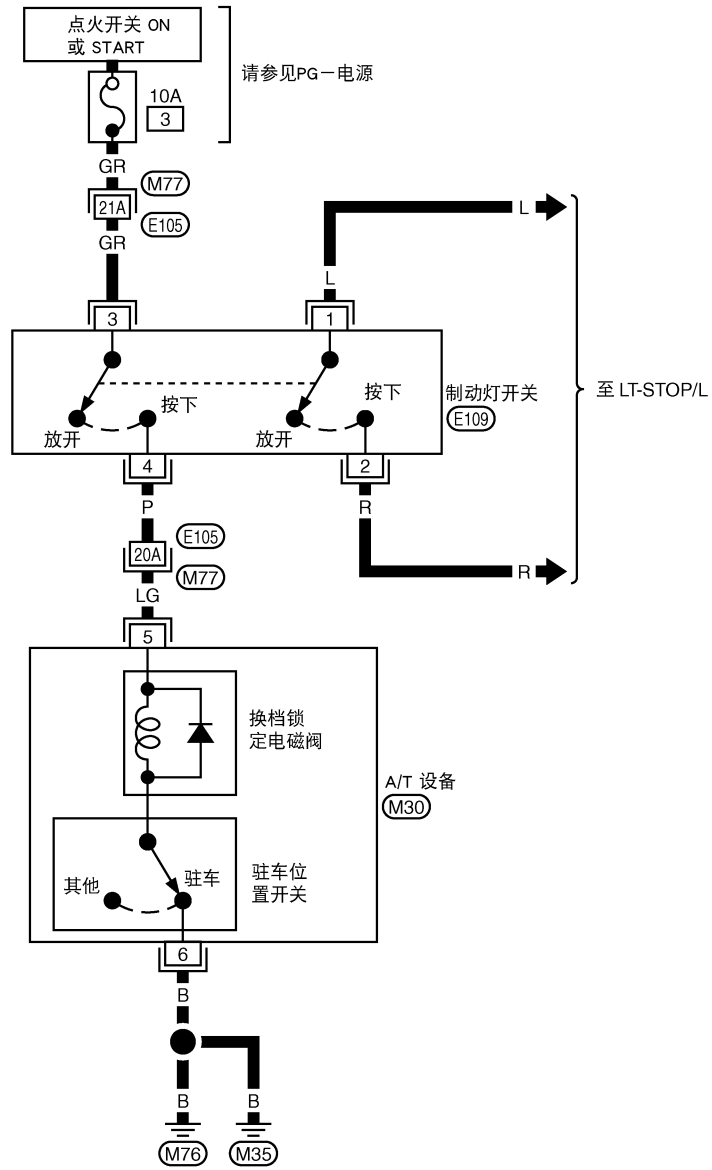 点火开关 ON
或 START
请参见PG－电源
10A
3
GR
M77
21A
E105
GR
L
L
3
1
按下
放开
按下
放开
制动灯开关
E109
至 LT-STOP/L
4
2
P
R
E105
20A
M77
R
LG
5
换档锁
定电磁阀
A/T 设备
M30
其他
驻车
驻车位
置开关
6
B
B
B
M76
M35